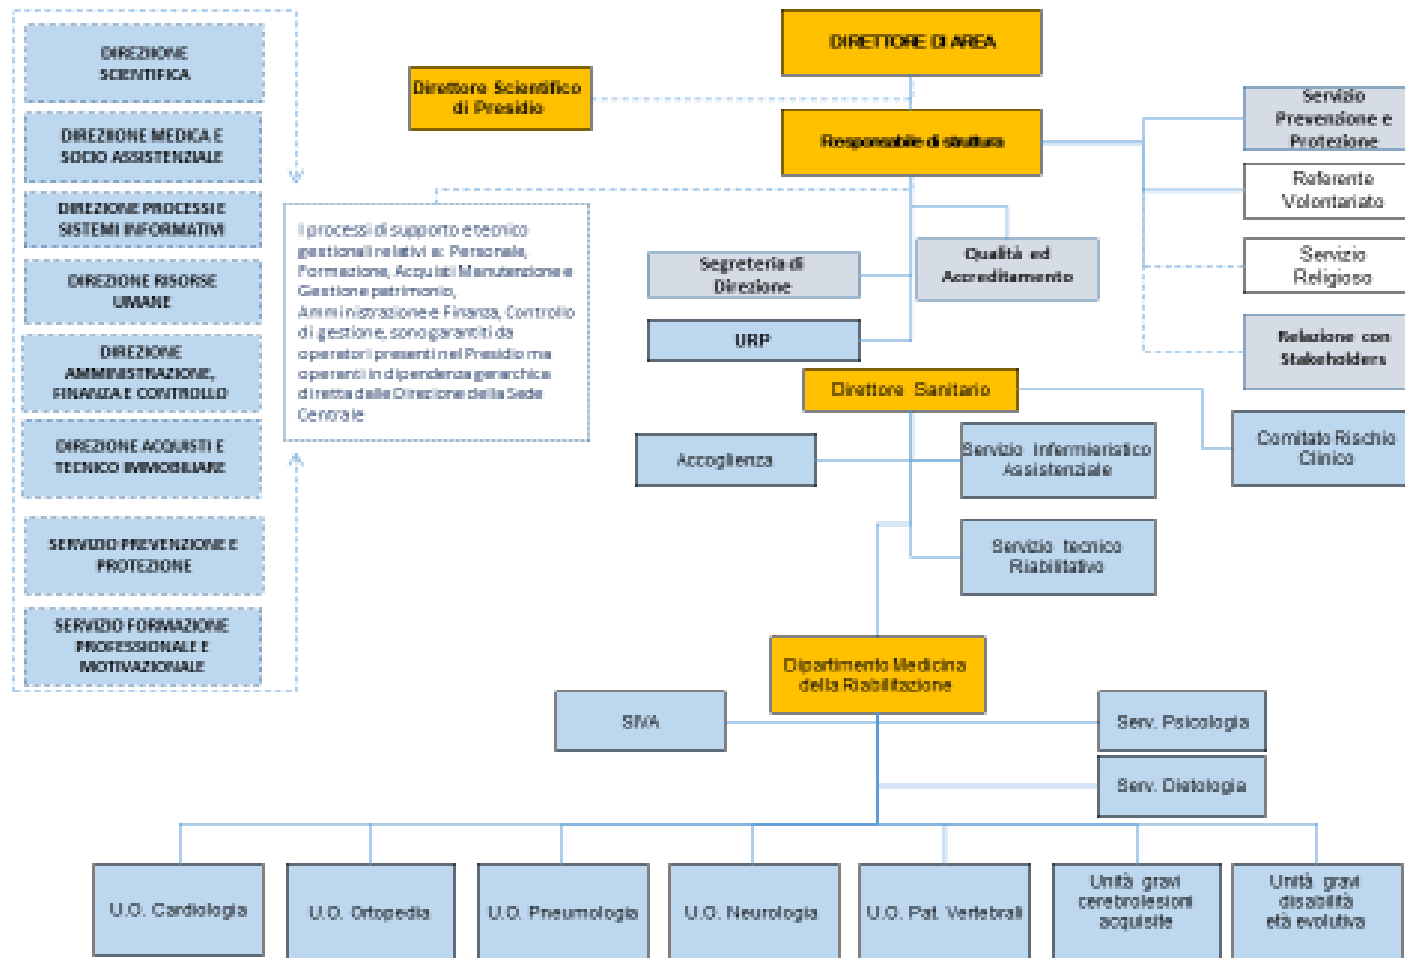 DIREZIIONE
SCIENTIFICA
DIREZIIONE MEDICA E
SOCIO ASSISTENZIALE
DIREZIONE PROCESSI E
SISTEMI INFORMATIVI
DIREZIONE RISORSE
UMANE
DIREZIONE
AMMINISTRAZIONE,
FINANZA E CONTROLLO
DIREZIONE ACQUISTI E
TECNICO IMMOBILIARE
SERVIZIO PREVENZIONE E
PROTEZIONE
SERVIZIO FORMAZIONE
PROFESSIONALE E
MOTIVAZIONALE
DIRETTORE DI AREA
Direttore Scientifico
di Presidio
Responsabile di struttura
Servizio
Prevenzione e
Protezione
Referente
Volontariato
Servizio
Religioso
Relazione con
Stakeholders
I processi di supporto e tecnico
gestionali relativi a: Personale,
Formazione, Acquisti Manutenzione e
Gestione patrimonio,
Amministrazione e Finanza, Controllo
di gestione, sono garantiti da
operatori presenti nel Presidio ma
operanti in dipendenza gerarchica
diretta dalle Direzione della Sede
Centrale
Segreteria di
Direzione
Qualità ed
Accreditamento
URP
Direttore Sanitario
Accoglienza
Servizio Infermieristico
Assistenziale
Comitato Rischio
Clinico
Servizio tecnico
Riabilitativo
Dipartimento Medicina
della Riabilitazione
SIVA
Serv. Psicologia
Serv. Dietologia
U.O. Cardiologia
U.O. Ortopedia
U.O. Pneumologia
U.O. Neurologia
U.O. Pat. Vertebrali
Unità gravi
cerebrolesioni
acquisite
Unità gravi
disabilità
età evolutiva